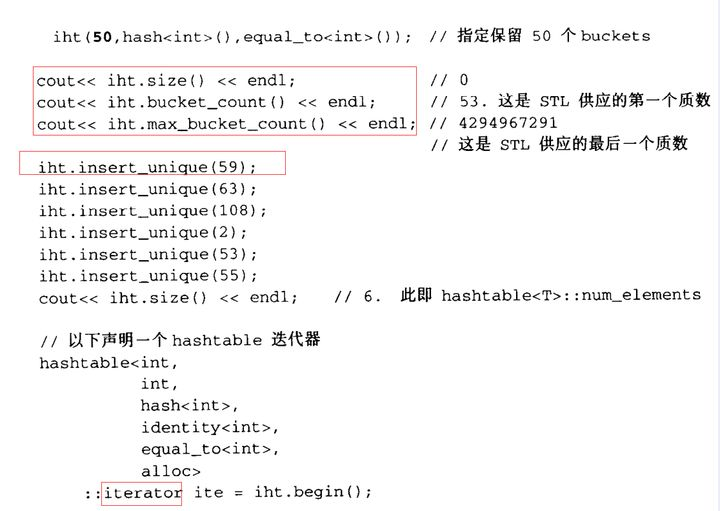 iht(50,hash<int>(),equal_to<int>()); // 指定保留 50 个 buckets
cout<< iht.size() << endl; // 0
cout<< iht.bucket_count() << endl; // 53. 这是 STL 供应的第一个质数
cout<< iht.max_bucket_count() << endl; // 4294967291
// 这是 STL 供应的最后一个质数
iht.insert_unique(59);
iht.insert_unique(63);
iht.insert_unique(108);
iht.insert_unique(2);
iht.insert_unique(53);
iht.insert_unique(55);
cout<< iht.size() << endl; // 6. 此即 hashtable<T>::num_elements
// 以下声明一个 hashtable 迭代器
hashtable<int,
int,
hash<int>,
identity<int>,
equal_to<int>,
alloc>
::iterator ite = iht.begin();